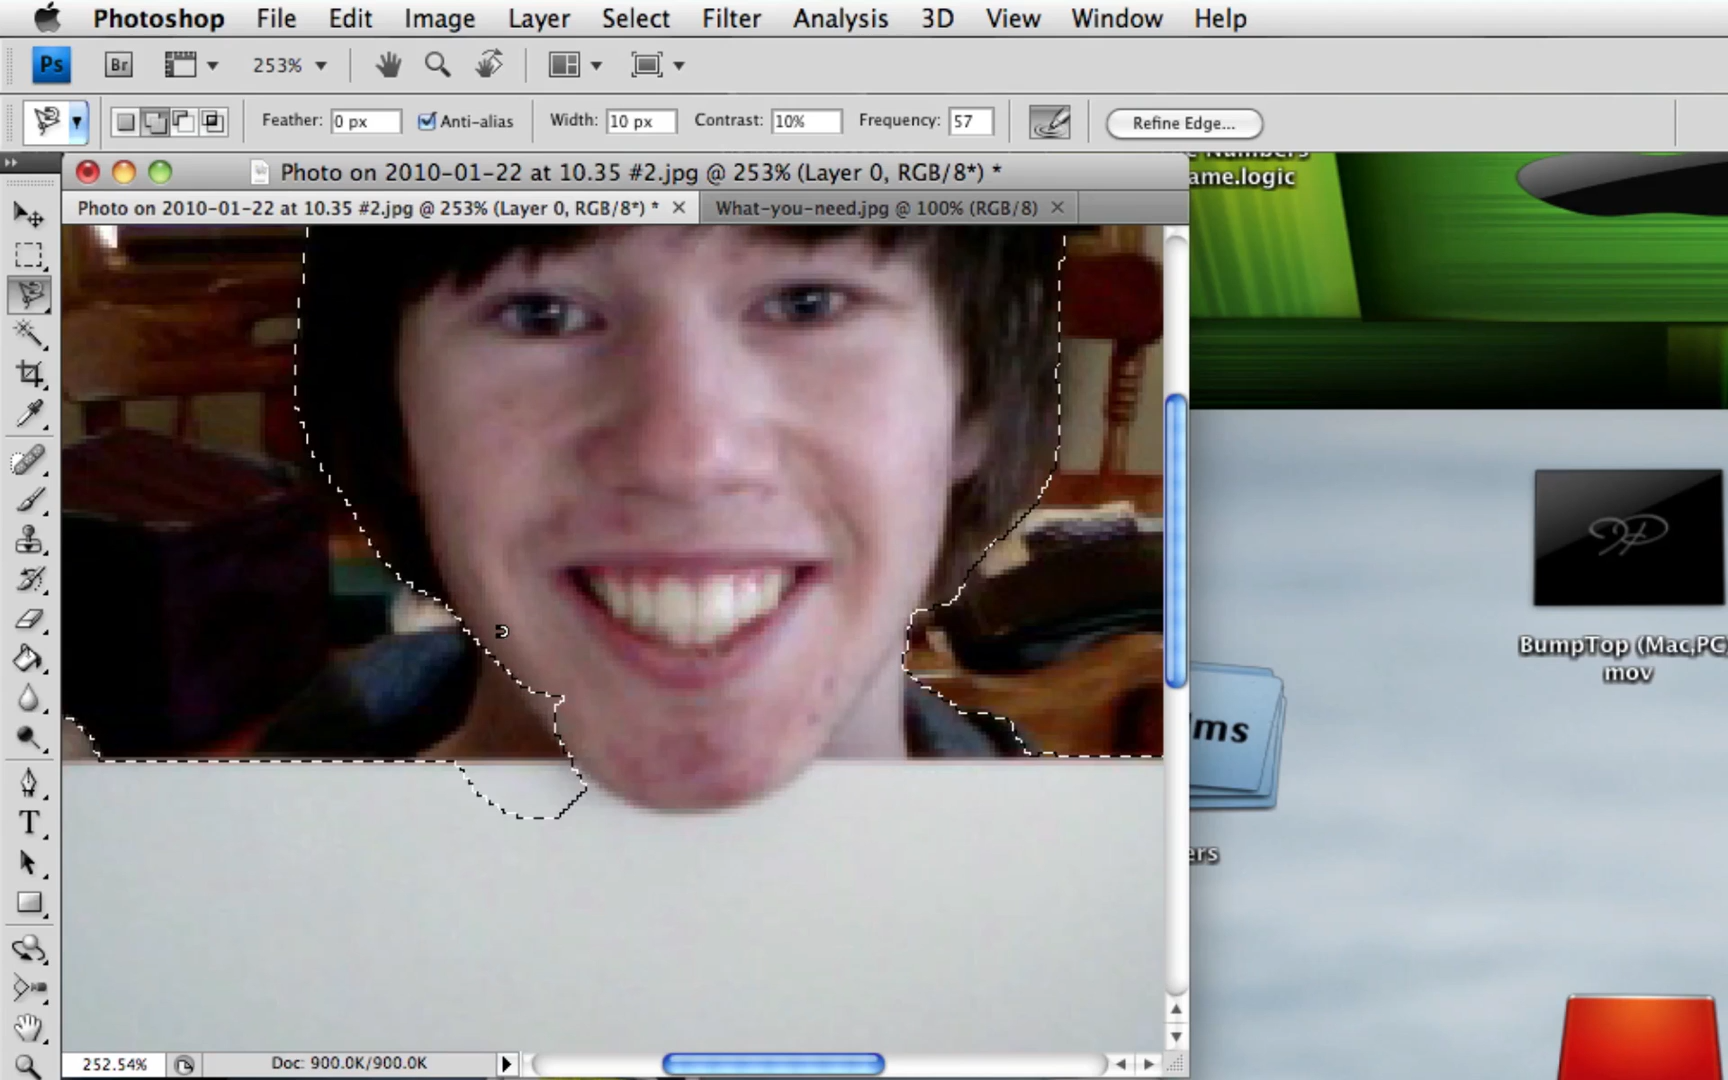 Photoshop File Edit Image Layer Select Filter Analysis 3D View Window Help
Ps Br 253%
Feather: 0 px Anti-alias Width: 10 px Contrast: 10% Frequency: 57 Refine Edge...
Photo on 2010-01-22 at 10.35 #2.jpg @ 253% (Layer 0, RGB/8*) *
Photo on 2010-01-22 at 10.35 #2.jpg @ 253% (Layer 0, RGB/8*) * What-you-need.jpg @ 100% (RGB/8)
Numbers
ame.logic
BumpTop (Mac,PC)
mov
lms
ers
T
252.54% Doc: 900.0K/900.0K